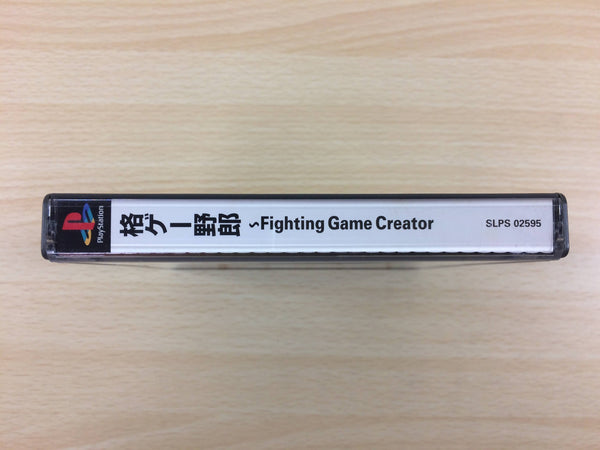 PlayStation
格ゲー野郎 ~Fighting Game Creator
SLPS 02595